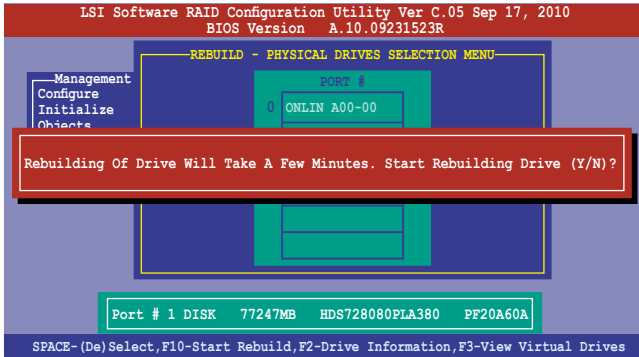 LSI Software RAID Configuration Utility Ver C.05 Sep 17, 2010
BIOS Version A.10.09231523R
REBUILD - PHYSICAL DRIVES SELECTION MENU
Management
PORT #
Configure
Initialize
0 ONLIN A00-00
Objects
Rebuilding Of Drive Will Take A Few Minutes. Start Rebuilding Drive (Y/N)?
Port # 1 DISK 77247MB HDS728080PLA380 PF20A60A
SPACE-(De)Select,F10-Start Rebuild,F2-Drive Information,F3-View Virtual Drives